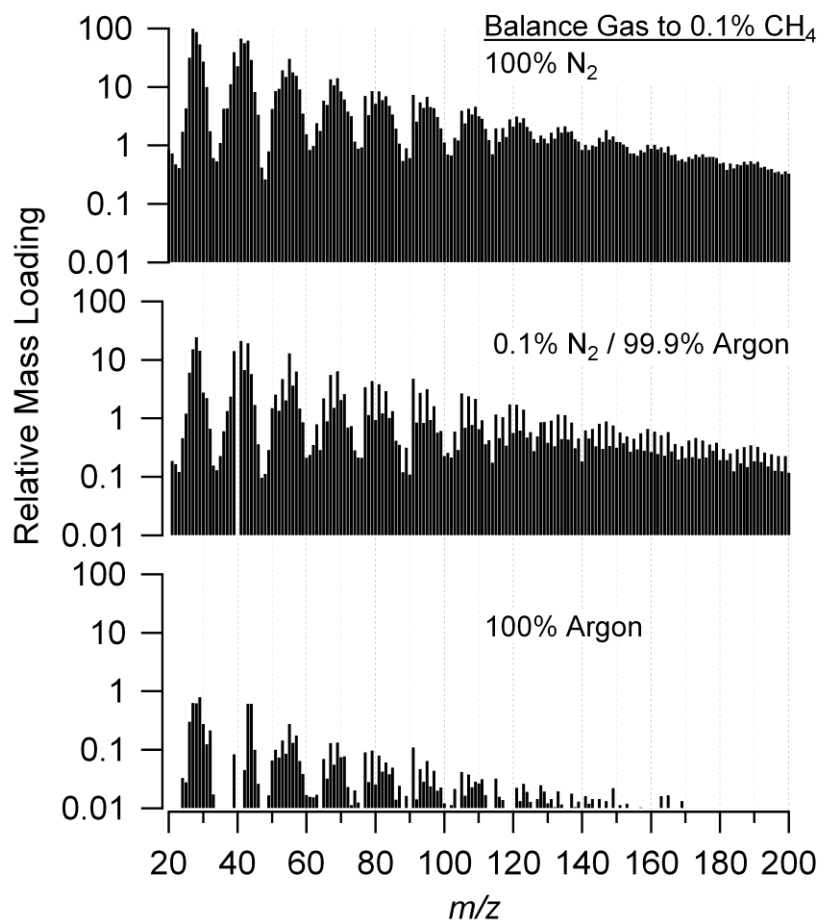 Balance Gas to 0.1% CH₄
100% N₂
100
10
1
0.1
0.01
0.1% N₂ / 99.9% Argon
100
10
1
0.1
0.01
100% Argon
100
10
1
0.1
0.01
Relative Mass Loading
20 40 60 80 100 120 140 160 180 200
m/z